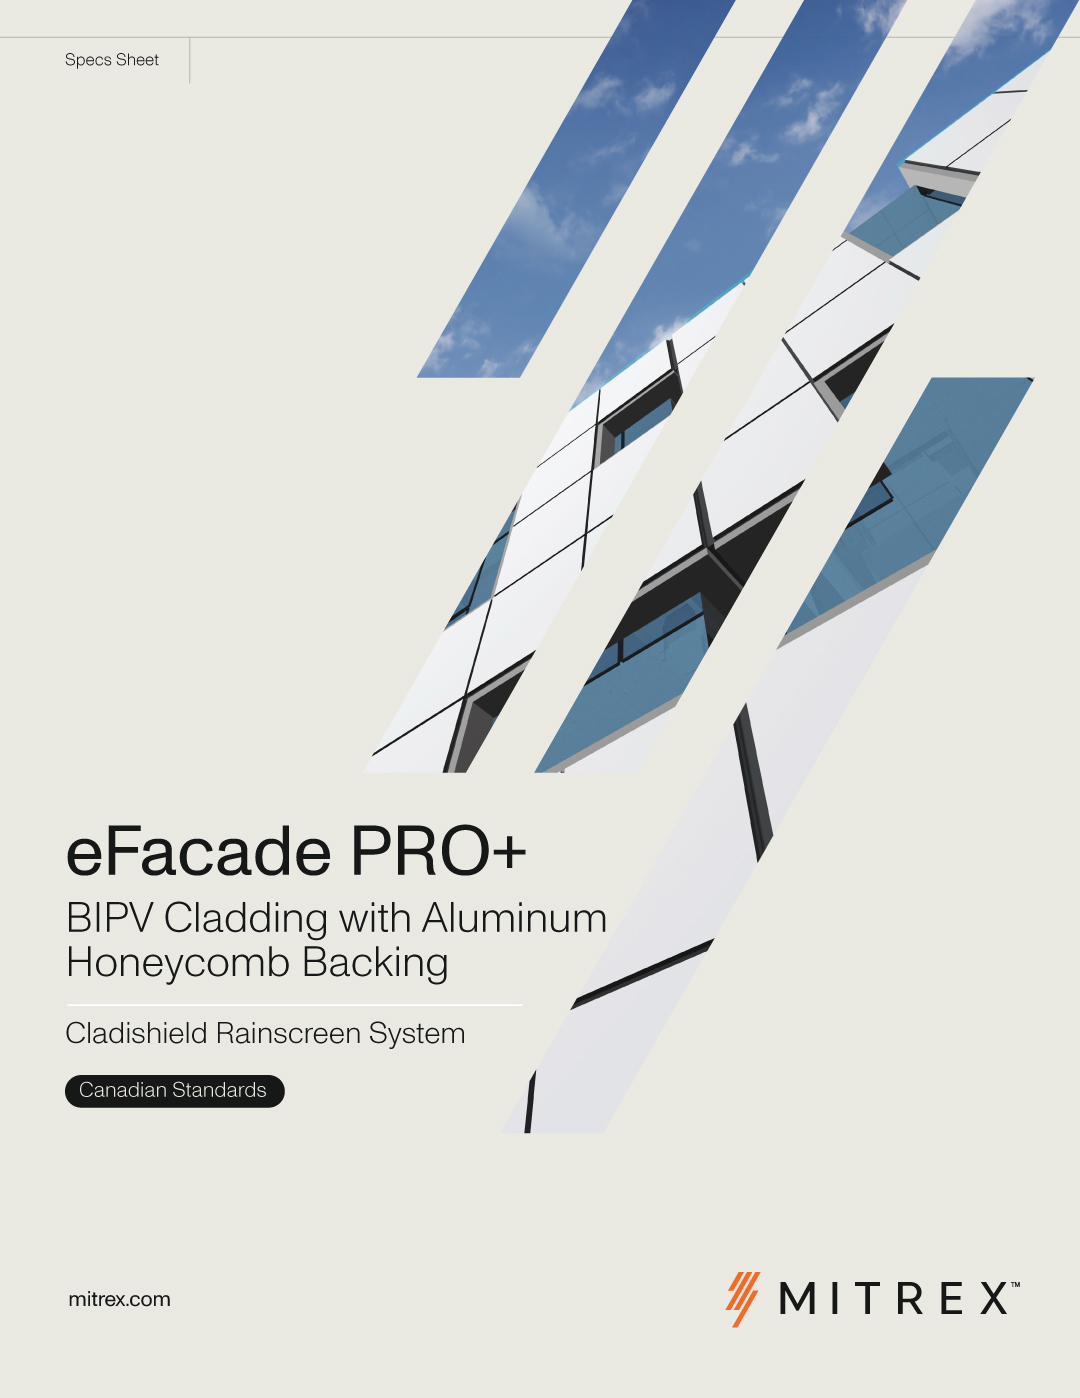 Specs Sheet
eFacade PRO+
BIPV Cladding with Aluminum
Honeycomb Backing
Cladishield Rainscreen System
Canadian Standards
mitrex.com
MITREX™